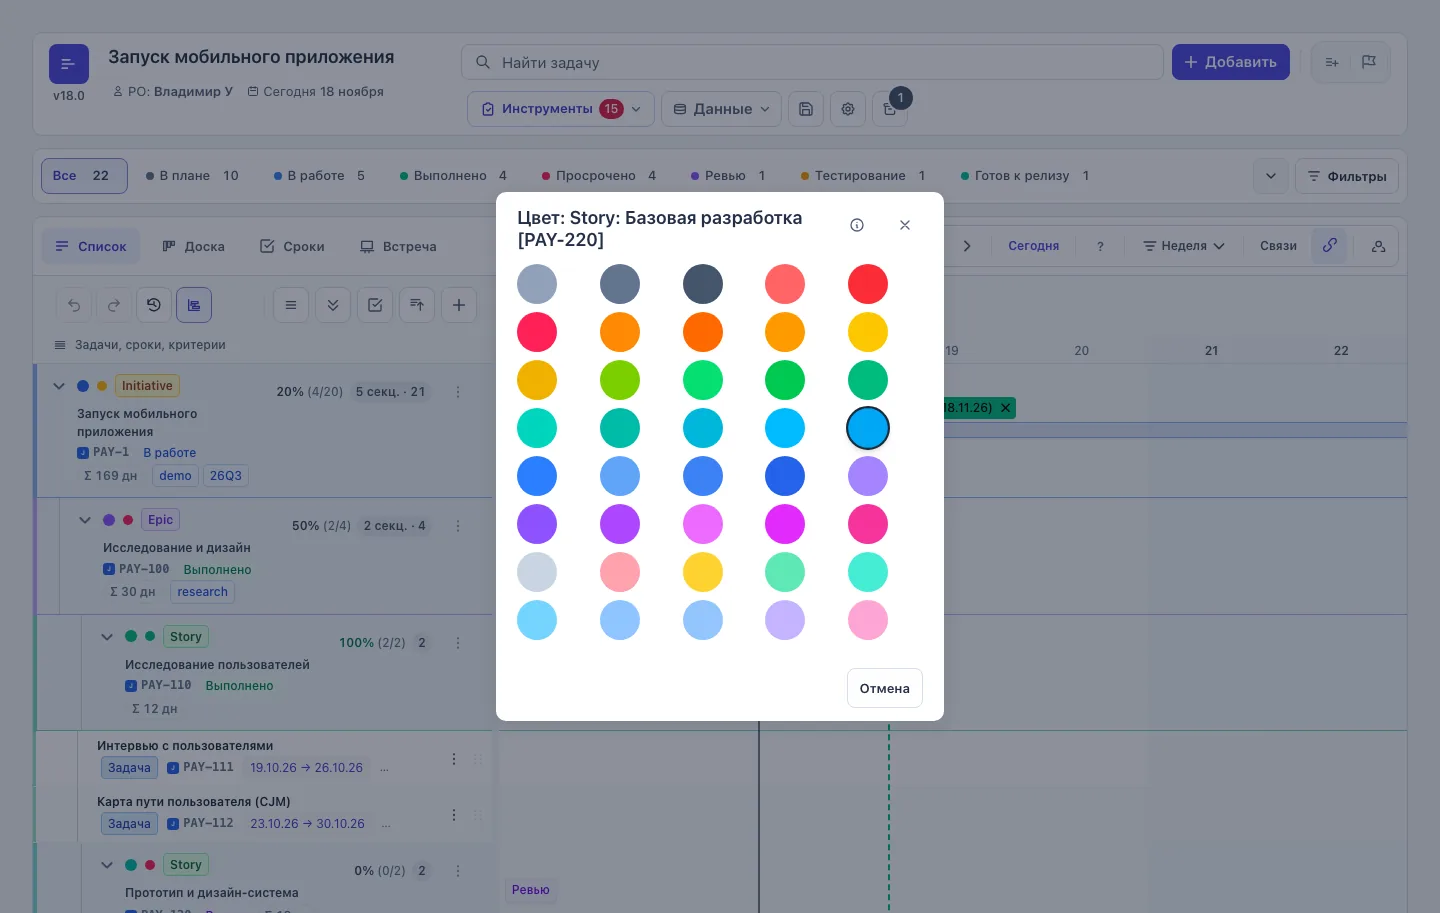 Запуск мобильного приложения
v18.0
PO: Владимир У
Сегодня 18 ноября
Найти задачу
Добавить
Инструменты 15
Данные
1
Все 22
В плане 10
В работе 5
Выполнено 4
Просрочено 4
Ревью 1
Тестирование 1
Готов к релизу 1
Фильтры
Список
Доска
Сроки
Встреча
Сегодня
?
Неделя
Связи
Задачи, сроки, критерии
19
20
21
22
Цвет: Story: Базовая разработка
[PAY-220]
Отмена
Initiative
20% (4/20)
5 секц. · 21
Запуск мобильного
приложения
PAY-1 В работе
Σ 169 дн demo 26Q3
18.11.26)
Epic
50% (2/4)
2 секц. · 4
Исследование и дизайн
PAY-100 Выполнено
Σ 30 дн research
Story
100% (2/2) 2
Исследование пользователей
PAY-110 Выполнено
Σ 12 дн
Интервью с пользователями
Задача PAY-111 19.10.26 → 26.10.26 ...
Карта пути пользователя (CJM)
Задача PAY-112 23.10.26 → 30.10.26 ...
Story
0% (0/2) 2
Прототип и дизайн-система
Ревью